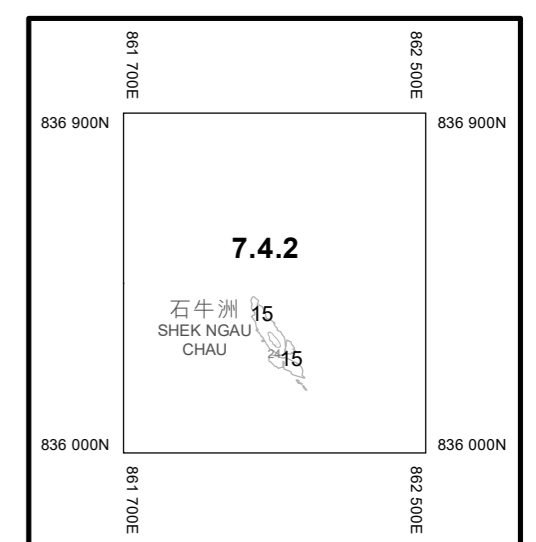 861 700E
862 500E
836 900N
836 900N
7.4.2
石牛洲
15
SHEK NGAU
CHAU
24
15
836 000N
836 000N
861 700E
862 500E